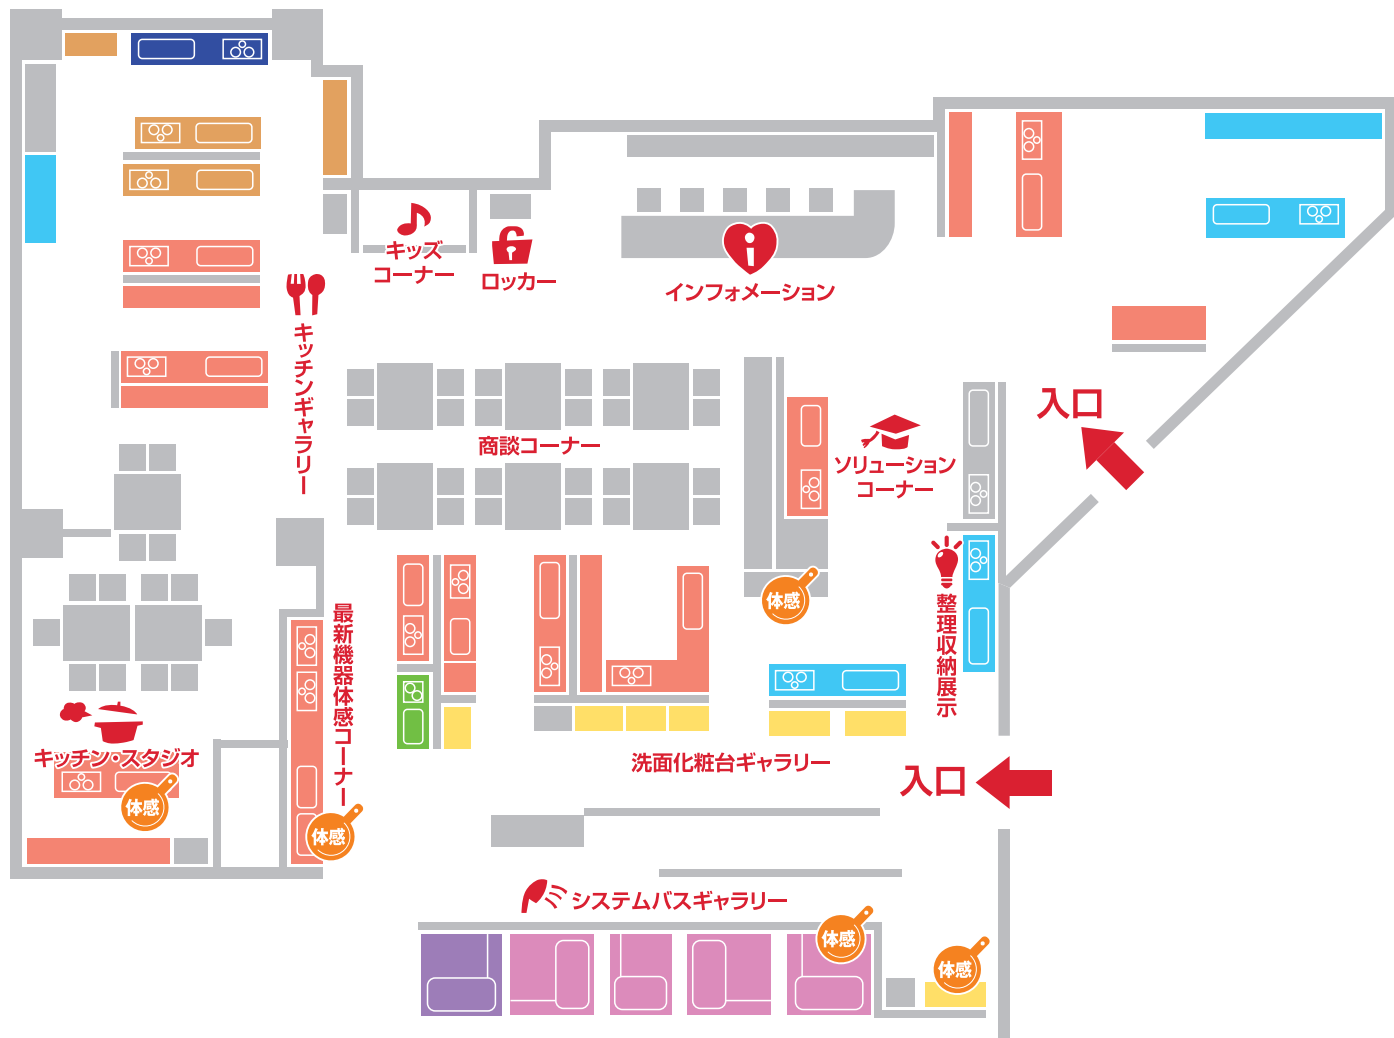 キッズ
コーナー
ロッカー
インフォメーション
キッチンギャラリー
入口
商談コーナー
ソリューション
コーナー
整理収納展示
体感
最新機器体感コーナー
キッチン・スタジオ
体感
体感
洗面化粧台ギャラリー
入口
システムバスギャラリー
体感
体感